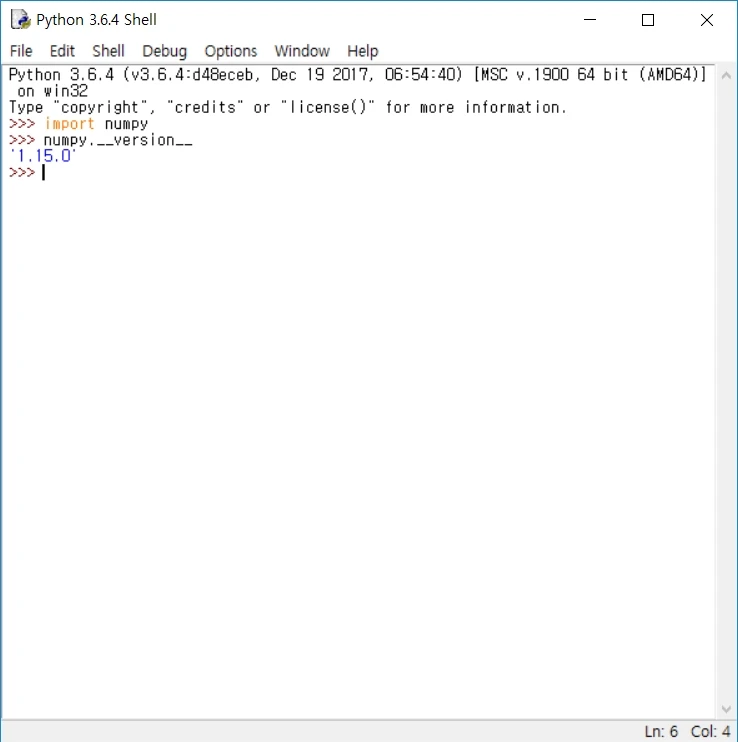 Python 3.6.4 Shell
File Edit Shell Debug Options Window Help
Python 3.6.4 (v3.6.4:d48eceb, Dec 19 2017, 06:54:40) [MSC v.1900 64 bit (AMD64)]
on win32
Type "copyright", "credits" or "license()" for more information.
>>> import numpy
>>> numpy.__version__
'1.15.0'
>>>
Ln: 6 Col: 4